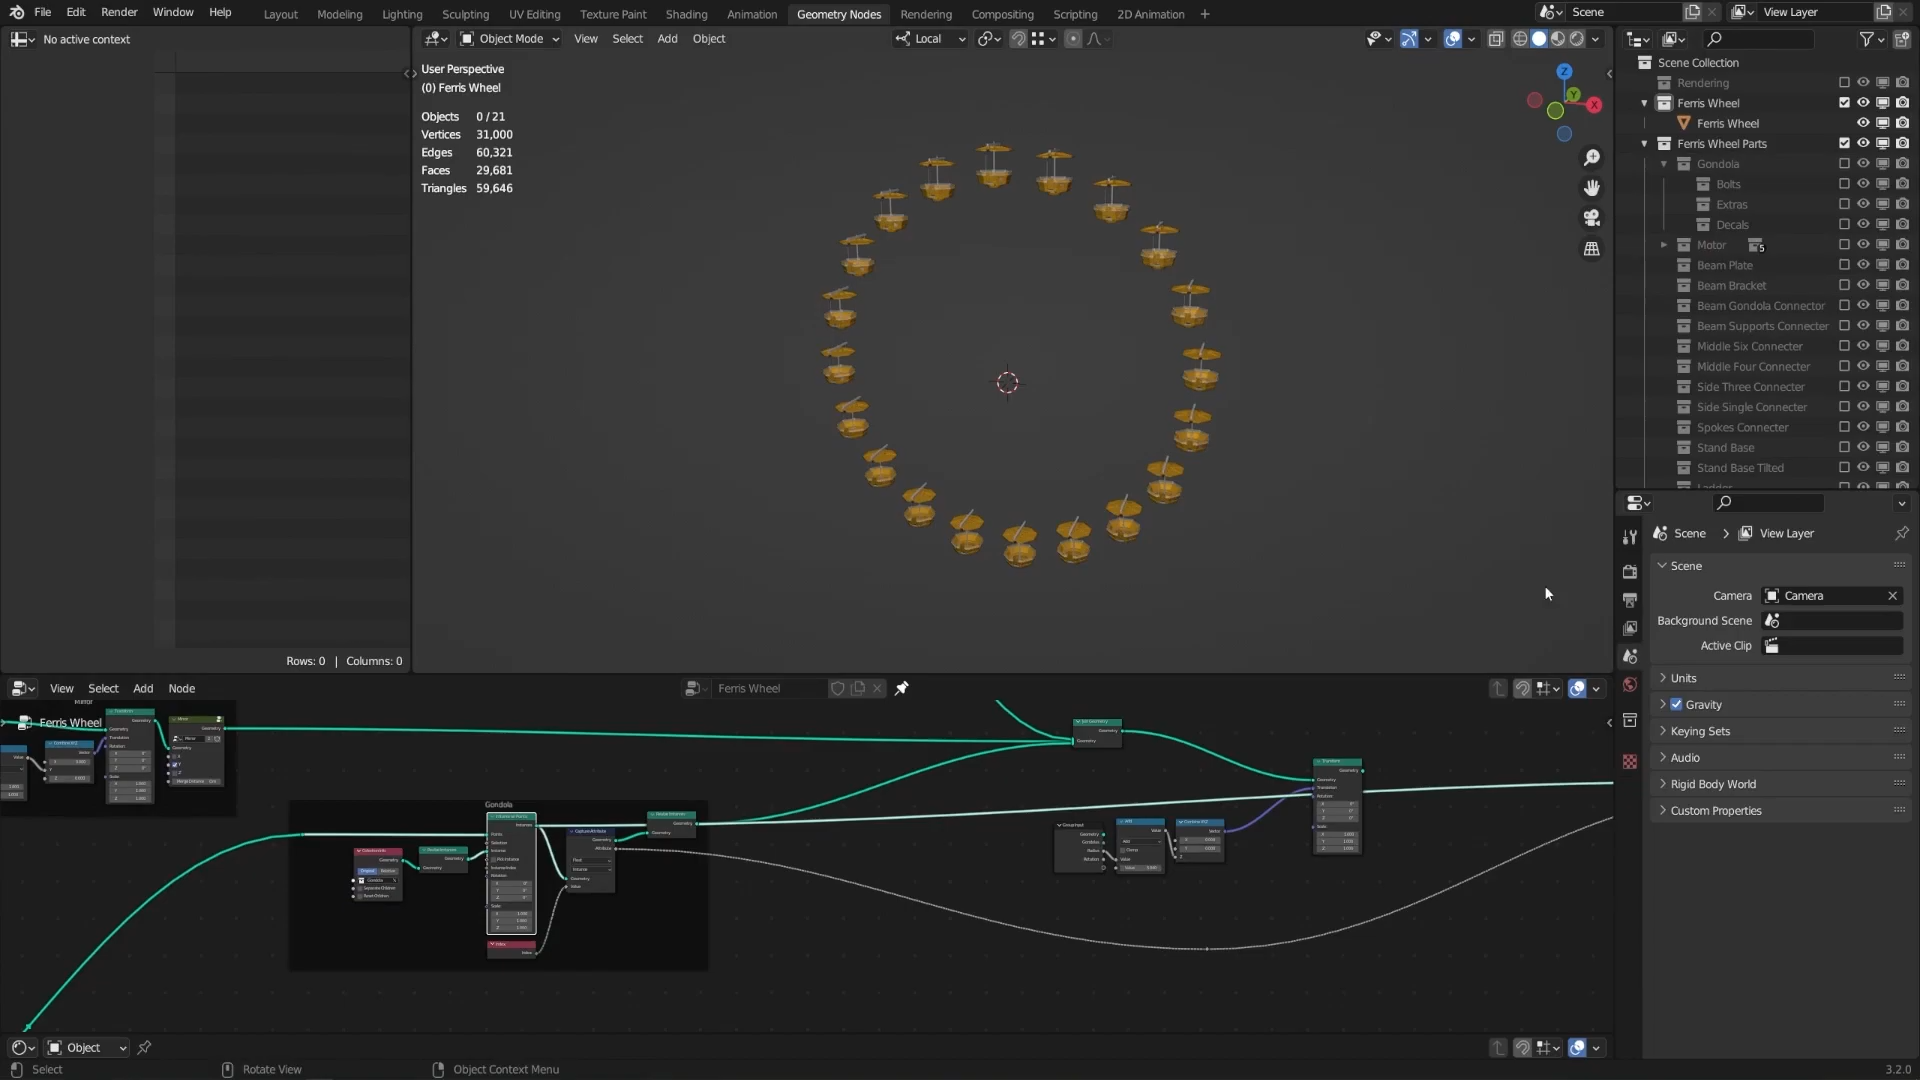 File Edit Render Window Help
Layout Modeling Lighting Sculpting UV Editing Texture Paint Shading Animation Geometry Nodes Rendering Compositing Scripting 2D Animation +
Scene
View Layer
No active context
Object Mode View Select Add Object
Local
User Perspective
(0) Ferris Wheel
Objects 0 / 21
Vertices 31,000
Edges 60,321
Faces 29,681
Triangles 59,646
Z
Y
X
Scene Collection
Rendering
Ferris Wheel
Ferris Wheel
Ferris Wheel Parts
Gondola
Bolts
Extras
Decals
Motor 5
Beam Plate
Beam Bracket
Beam Gondola Connector
Beam Supports Connecter
Middle Six Connecter
Middle Four Connecter
Side Three Connecter
Side Single Connecter
Spokes Connecter
Stand Base
Stand Base Tilted
Ladder
Rows: 0 | Columns: 0
Scene > View Layer
Scene
Camera Camera
Background Scene
Active Clip
Units
Gravity
Keying Sets
Audio
Rigid Body World
Custom Properties
View Select Add Node
Ferris Wheel
Mirror
Ferris Wheel
Gondola
Object
Select
Rotate View
Object Context Menu
3.2.0